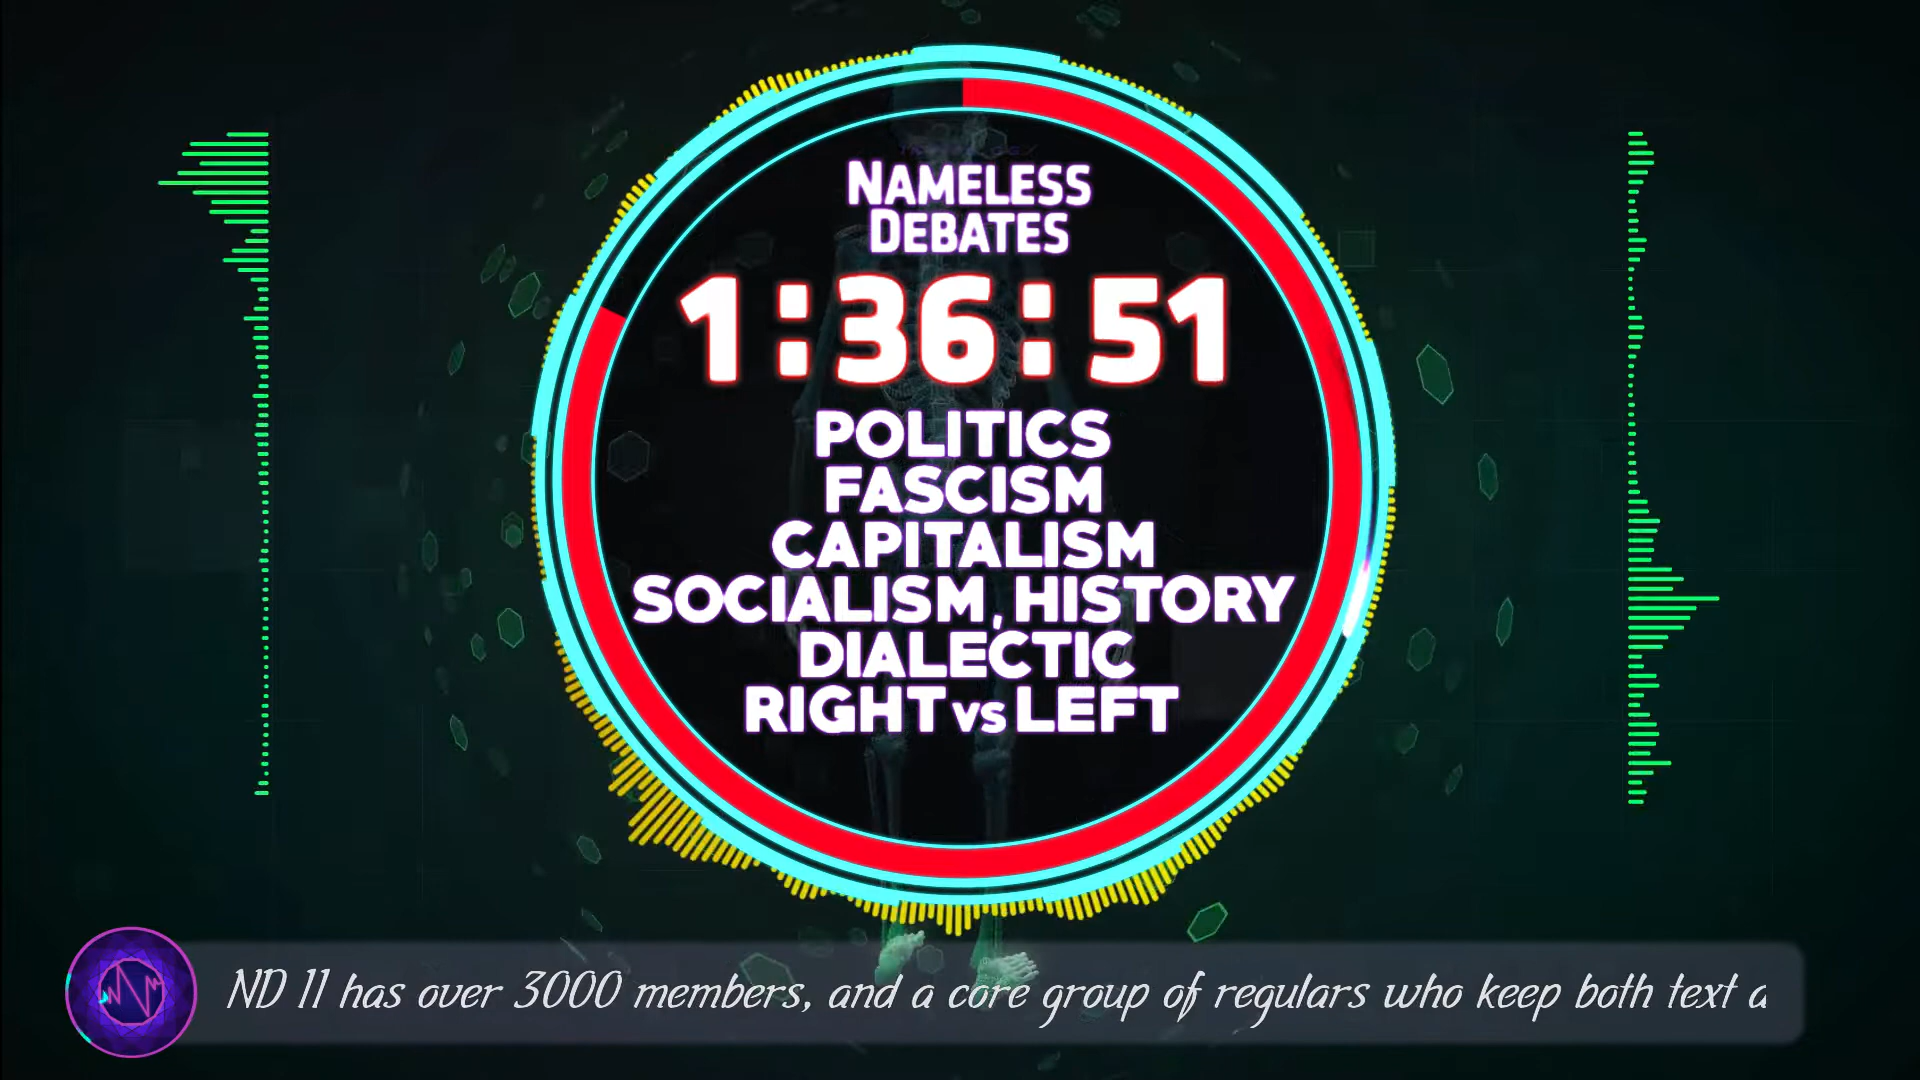 NAMELESS
DEBATES
1:36:51
POLITICS
FASCISM
CAPITALISM
SOCIALISM, HISTORY
DIALECTIC
RIGHT vs LEFT
ND 11 has over 3000 members, and a core group of regulars who keep both text a